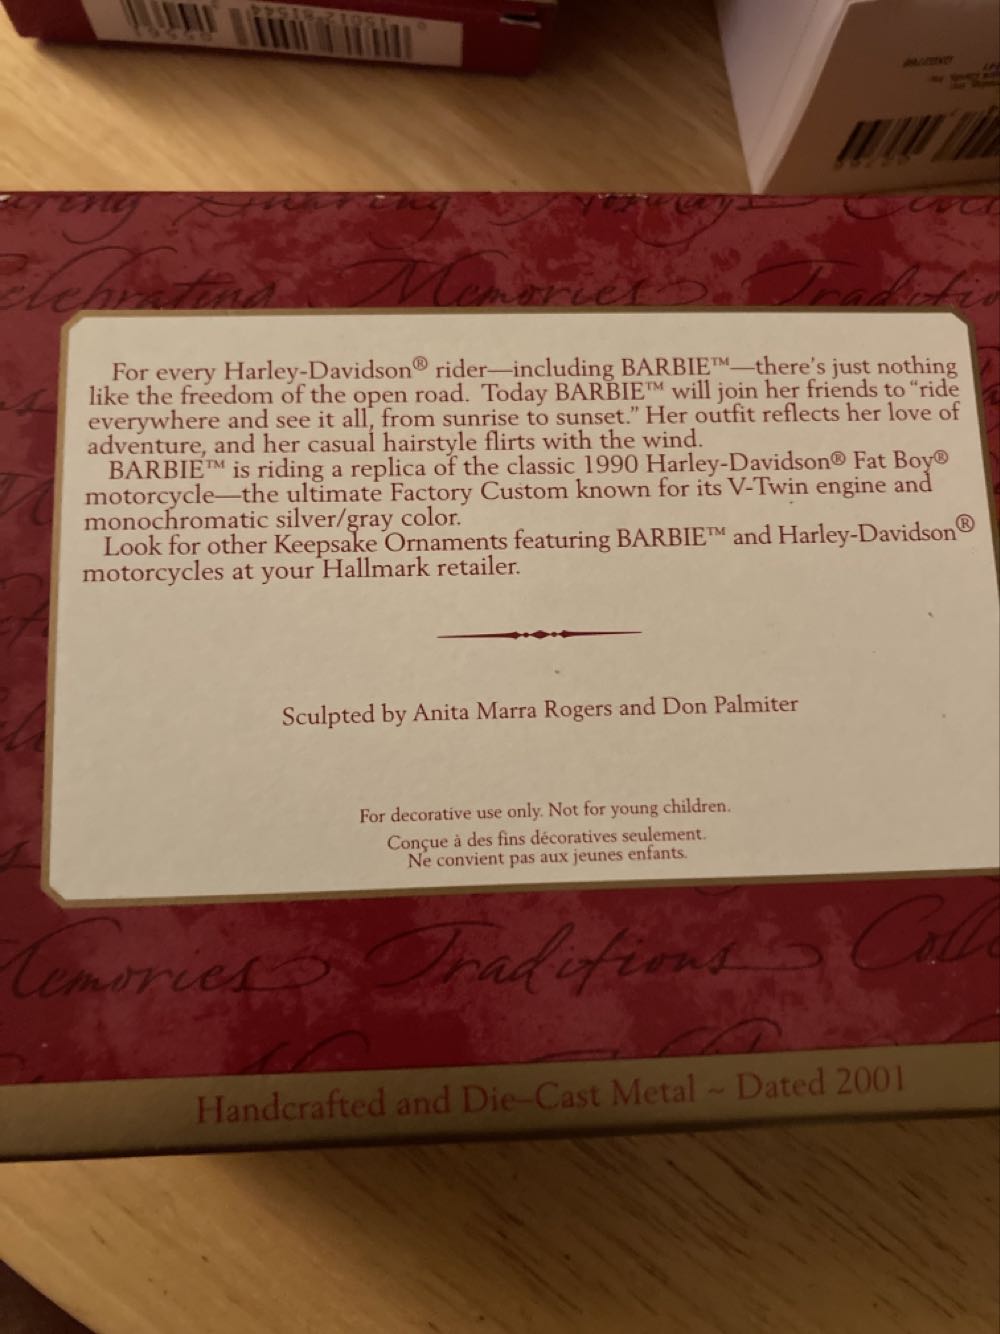 Celebrating Memories
For every Harley-Davidson® rider—including BARBIE™—there's just nothing
like the freedom of the open road. Today BARBIE™ will join her friends to "ride
everywhere and see it all, from sunrise to sunset." Her outfit reflects her love of
adventure, and her casual hairstyle flirts with the wind.
BARBIE™ is riding a replica of the classic 1990 Harley-Davidson® Fat Boy®
motorcycle—the ultimate Factory Custom known for its V-Twin engine and
monochromatic silver/gray color.
Look for other Keepsake Ornaments featuring BARBIE™ and Harley-Davidson®
motorcycles at your Hallmark retailer.
Sculpted by Anita Marra Rogers and Don Palmiter
For decorative use only. Not for young children.
Conçue à des fins décoratives seulement.
Ne convient pas aux jeunes enfants.
Memories Traditions
Handcrafted and Die-Cast Metal ~ Dated 2001